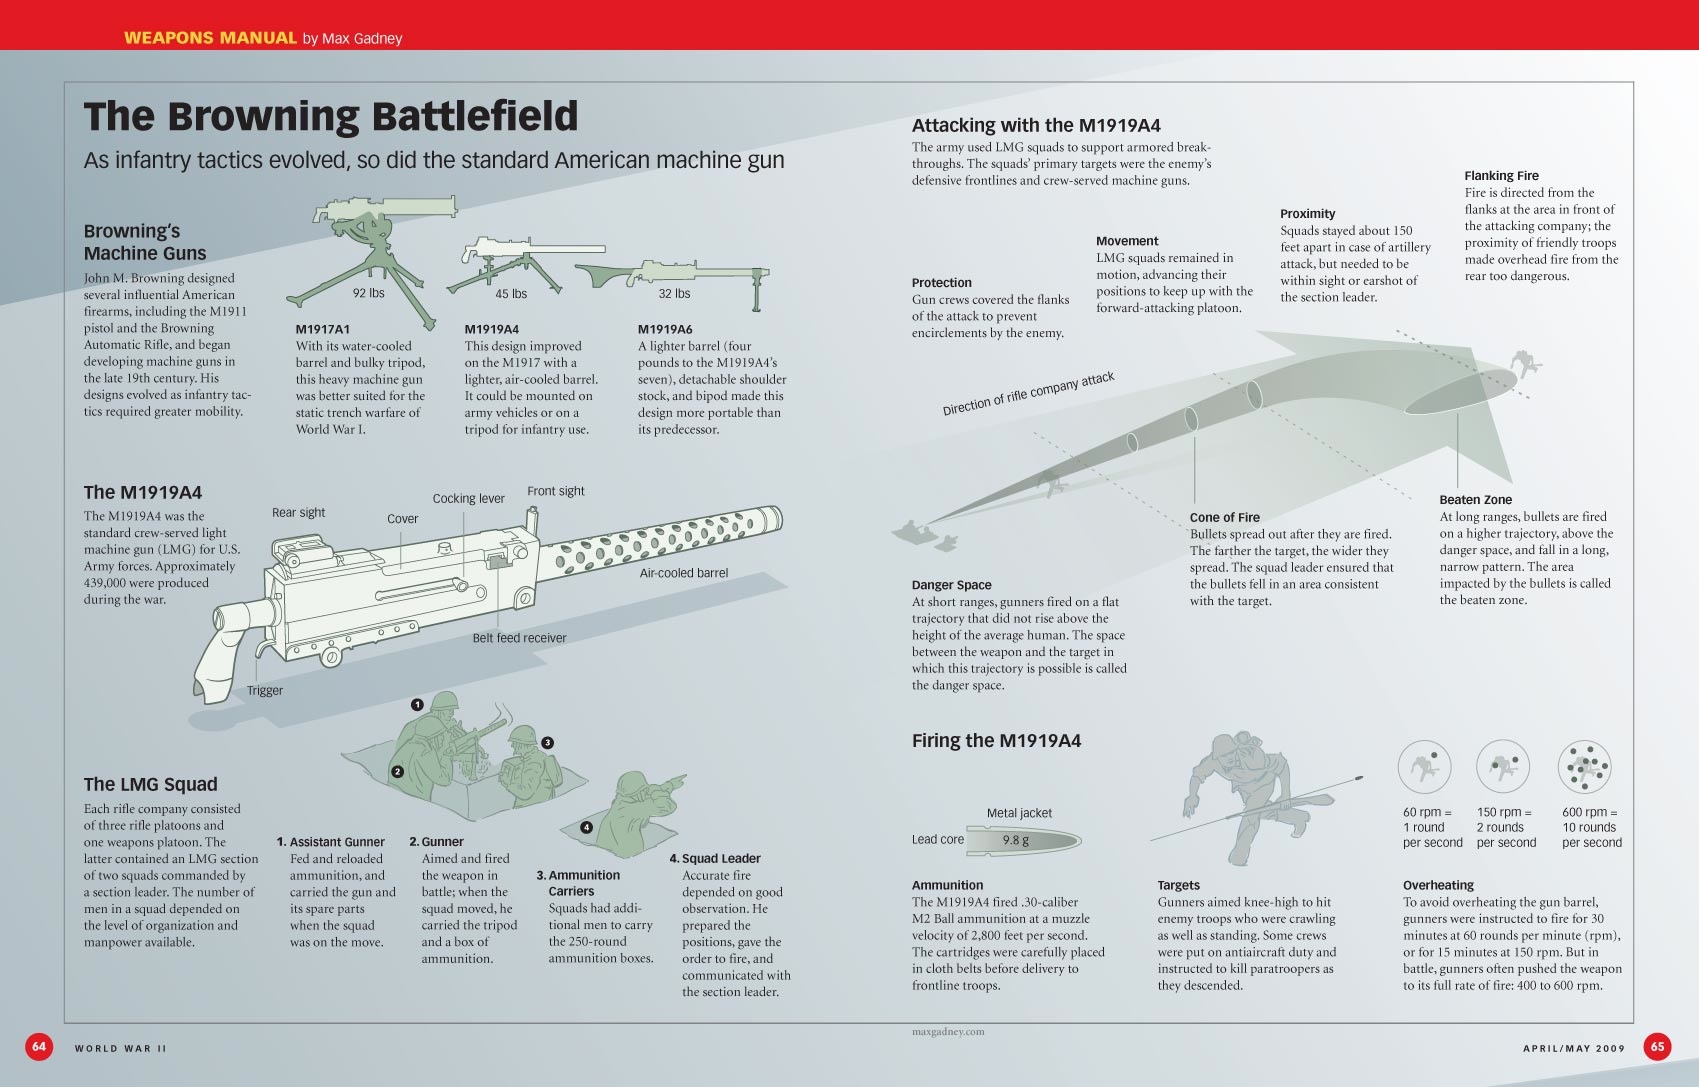 WEAPONS MANUAL by Max Gadney
The Browning Battlefield
As infantry tactics evolved, so did the standard American machine gun
Browning's
Machine Guns
John M. Browning designed
several influential American
firearms, including the M1911
pistol and the Browning
Automatic Rifle, and began
developing machine guns in
the late 19th century. His
designs evolved as infantry tac-
tics required greater mobility.
92 lbs
45 lbs
32 lbs
M1917A1
With its water-cooled
barrel and bulky tripod,
this heavy machine gun
was better suited for the
static trench warfare of
World War I.
M1919A4
This design improved
on the M1917 with a
lighter, air-cooled barrel.
It could be mounted on
army vehicles or on a
tripod for infantry use.
M1919A6
A lighter barrel (four
pounds to the M1919A4's
seven), detachable shoulder
stock, and bipod made this
design more portable than
its predecessor.
The M1919A4
The M1919A4 was the
standard crew-served light
machine gun (LMG) for U.S.
Army forces. Approximately
439,000 were produced
during the war.
Rear sight
Cover
Cocking lever
Front sight
Air-cooled barrel
Belt feed receiver
Trigger
1
2
3
4
The LMG Squad
Each rifle company consisted
of three rifle platoons and
one weapons platoon. The
latter contained an LMG section
of two squads commanded by
a section leader. The number of
men in a squad depended on
the level of organization and
manpower available.
1. Assistant Gunner
Fed and reloaded
ammunition, and
carried the gun and
its spare parts
when the squad
was on the move.
2. Gunner
Aimed and fired
the weapon in
battle; when the
squad moved, he
carried the tripod
and a box of
ammunition.
3. Ammunition
Carriers
Squads had addi-
tional men to carry
the 250-round
ammunition boxes.
4. Squad Leader
Accurate fire
depended on good
observation. He
prepared the
positions, gave the
order to fire, and
communicated with
the section leader.
Attacking with the M1919A4
The army used LMG squads to support armored break-
throughs. The squads' primary targets were the enemy's
defensive frontlines and crew-served machine guns.
Protection
Gun crews covered the flanks
of the attack to prevent
encirclements by the enemy.
Movement
LMG squads remained in
motion, advancing their
positions to keep up with the
forward-attacking platoon.
Proximity
Squads stayed about 150
feet apart in case of artillery
attack, but needed to be
within sight or earshot of
the section leader.
Flanking Fire
Fire is directed from the
flanks at the area in front of
the attacking company; the
proximity of friendly troops
made overhead fire from the
rear too dangerous.
Direction of rifle company attack
Danger Space
At short ranges, gunners fired on a flat
trajectory that did not rise above the
height of the average human. The space
between the weapon and the target in
which this trajectory is possible is called
the danger space.
Cone of Fire
Bullets spread out after they are fired.
The farther the target, the wider they
spread. The squad leader ensured that
the bullets fell in an area consistent
with the target.
Beaten Zone
At long ranges, bullets are fired
on a higher trajectory, above the
danger space, and fall in a long,
narrow pattern. The area
impacted by the bullets is called
the beaten zone.
Firing the M1919A4
Metal jacket
Lead core
9.8 g
Ammunition
The M1919A4 fired .30-caliber
M2 Ball ammunition at a muzzle
velocity of 2,800 feet per second.
The cartridges were carefully placed
in cloth belts before delivery to
frontline troops.
Targets
Gunners aimed knee-high to hit
enemy troops who were crawling
as well as standing. Some crews
were put on antiaircraft duty and
instructed to kill paratroopers as
they descended.
60 rpm =
1 round
per second
150 rpm =
2 rounds
per second
600 rpm =
10 rounds
per second
Overheating
To avoid overheating the gun barrel,
gunners were instructed to fire for 30
minutes at 60 rounds per minute (rpm),
or for 15 minutes at 150 rpm. But in
battle, gunners often pushed the weapon
to its full rate of fire: 400 to 600 rpm.
maxgadney.com
64
WORLD WAR II
APRIL/MAY 2009
65